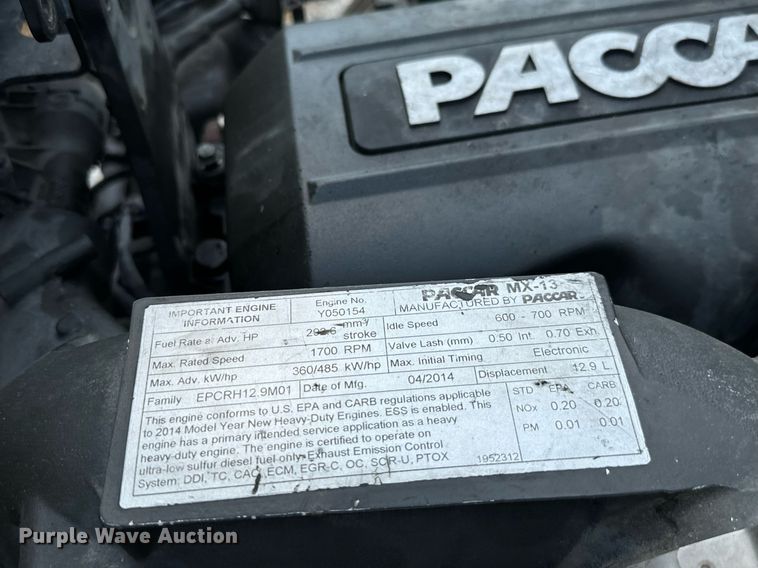 PACCA
IMPORTANT ENGINE INFORMATION
Engine No. Y050154
PACCAR MX-13
MANUFACTURED BY PACCAR
Fuel Rate at Adv. HP 292.6 mm³/ stroke
Idle Speed 600 - 700 RPM
Max. Rated Speed 1700 RPM
Valve Lash (mm) 0.50 Int. 0.70 Exh.
Max. Adv. kW/hp 360/485 kW/hp
Max. Initial Timing Electronic
Family EPCRH12.9M01
Date of Mfg. 04/2014
Displacement 12.9 L
This engine conforms to U.S. EPA and CARB regulations applicable
to 2014 Model Year New Heavy-Duty Engines. ESS is enabled. This
engine has a primary intended service application as a heavy
heavy-duty engine. The engine is certified to operate on
ultra-low sulfur diesel fuel only. Exhaust Emission Control
System: DDI, TC, CAC, ECM, EGR-C, OC, SCR-U, PTOX
1952312
STD EPA CARB
NOx 0.20 0.20
PM 0.01 0.01
Purple Wave Auction